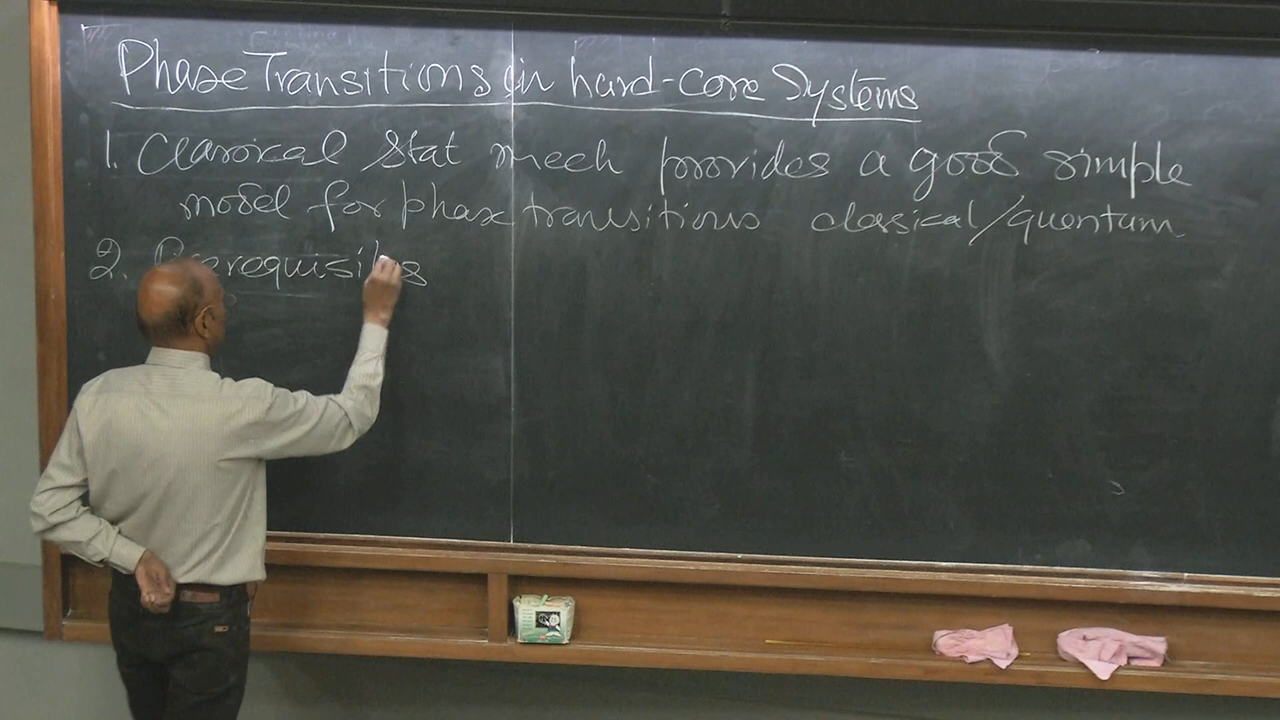 Phase Transitions in hard-core Systems
1. Classical Stat mech provides a good simple
model for phase transitions classical/quantum
2. Prerequisites